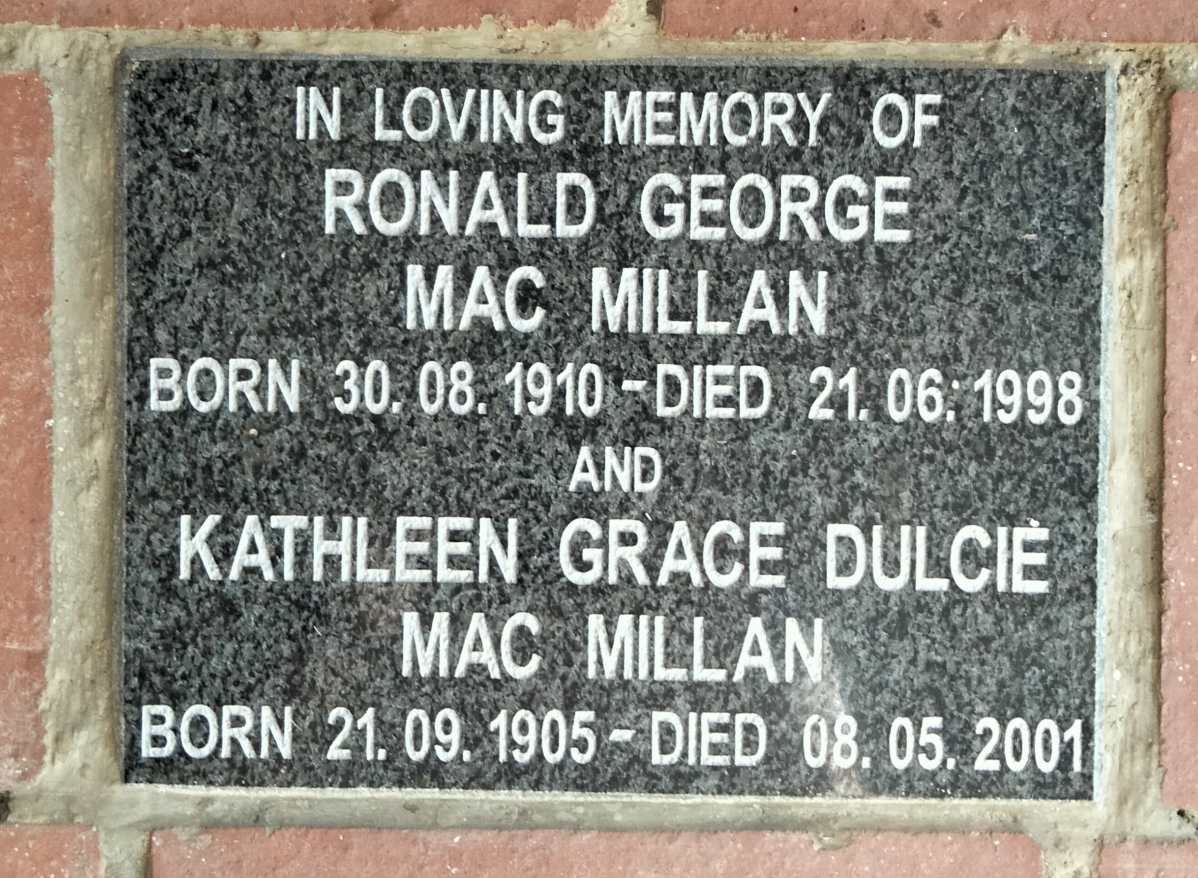 IN LOVING MEMORY OF
RONALD GEORGE
MAC MILLAN
BORN 30. 08. 1910 - DIED 21. 06: 1998
AND
KATHLEEN GRACE DULCIE
MAC MILLAN
BORN 21. 09. 1905 - DIED 08. 05. 2001